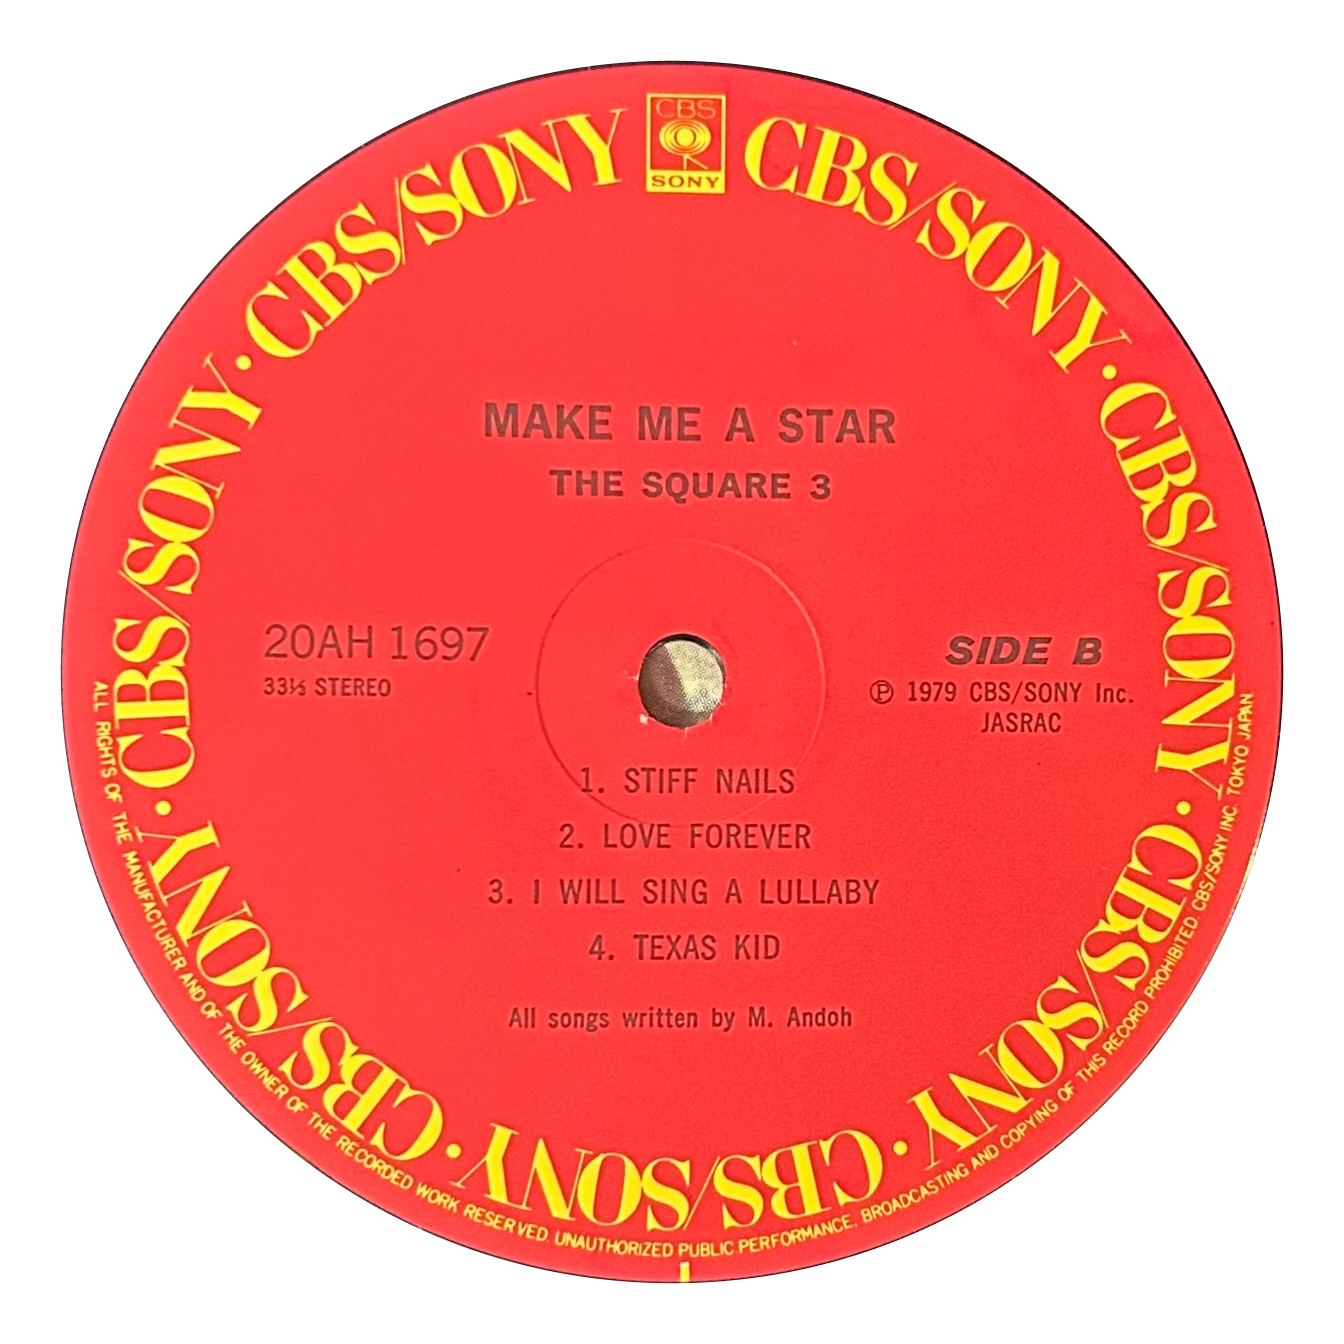 CBS
SONY
CBS/SONY · CBS/SONY · CBS/SONY · CBS/SONY · CBS/SONY · CBS/SONY · CBS/SONY · CBS/SONY
MAKE ME A STAR
THE SQUARE 3
20AH 1697
33⅓ STEREO
SIDE B
℗ 1979 CBS/SONY Inc.
JASRAC
1. STIFF NAILS
2. LOVE FOREVER
3. I WILL SING A LULLABY
4. TEXAS KID
All songs written by M. Andoh
ALL RIGHTS OF THE MANUFACTURER AND OF THE OWNER OF THE RECORDED WORK RESERVED. UNAUTHORIZED PUBLIC PERFORMANCE, BROADCASTING AND COPYING OF THIS RECORD PROHIBITED. CBS/SONY INC. TOKYO JAPAN